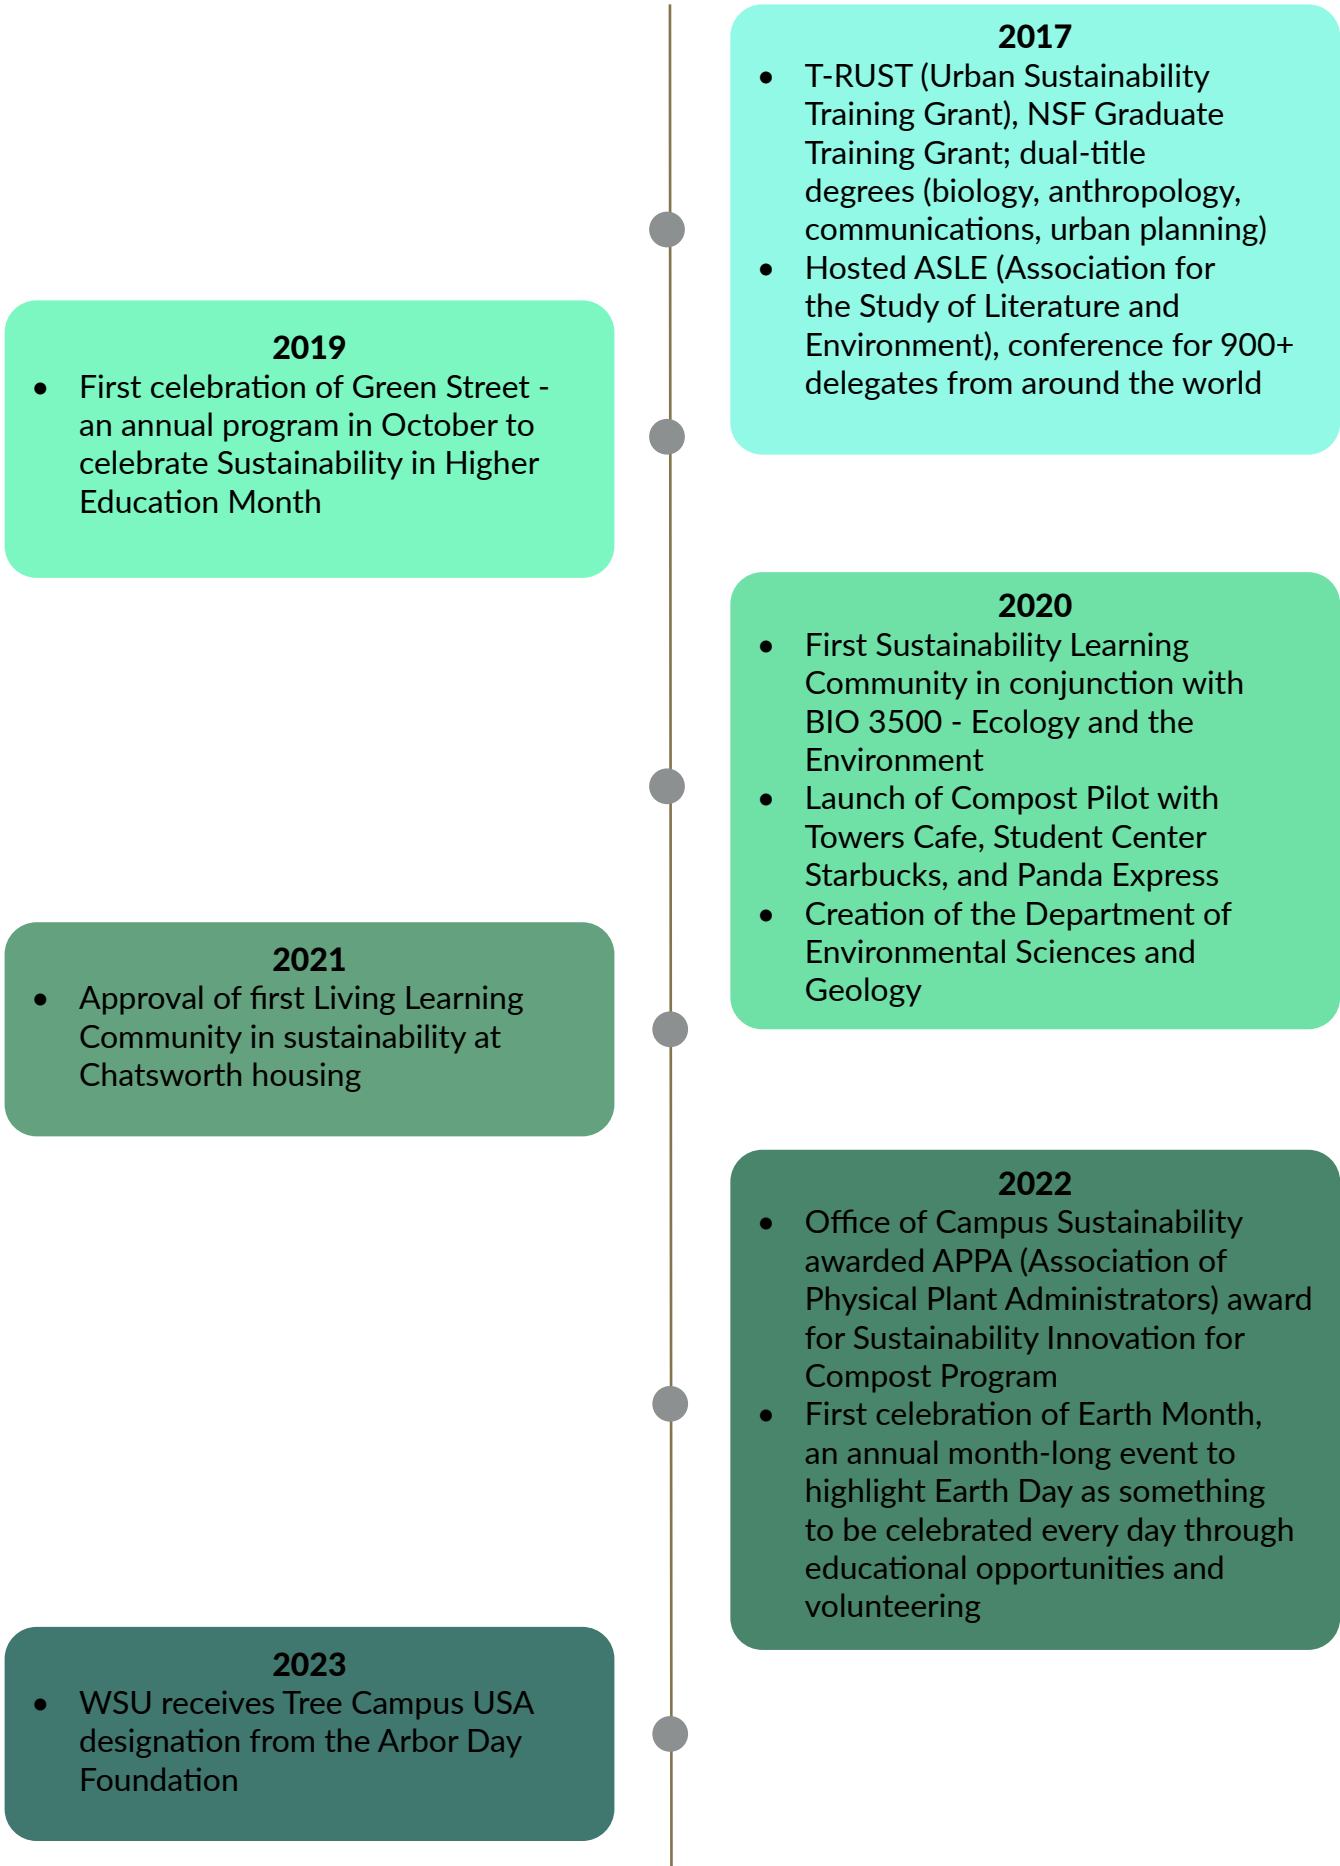 2017
• T-RUST (Urban Sustainability
Training Grant), NSF Graduate
Training Grant; dual-title
degrees (biology, anthropology,
communications, urban planning)
• Hosted ASLE (Association for
the Study of Literature and
Environment), conference for 900+
delegates from around the world
2019
• First celebration of Green Street -
an annual program in October to
celebrate Sustainability in Higher
Education Month
2020
• First Sustainability Learning
Community in conjunction with
BIO 3500 - Ecology and the
Environment
• Launch of Compost Pilot with
Towers Cafe, Student Center
Starbucks, and Panda Express
• Creation of the Department of
Environmental Sciences and
Geology
2021
• Approval of first Living Learning
Community in sustainability at
Chatsworth housing
2022
• Office of Campus Sustainability
awarded APPA (Association of
Physical Plant Administrators) award
for Sustainability Innovation for
Compost Program
• First celebration of Earth Month,
an annual month-long event to
highlight Earth Day as something
to be celebrated every day through
educational opportunities and
volunteering
2023
• WSU receives Tree Campus USA
designation from the Arbor Day
Foundation